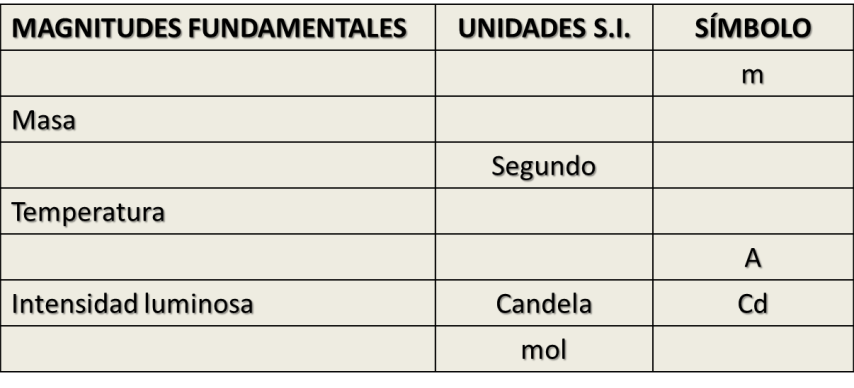 MAGNITUDES FUNDAMENTALES UNIDADES S.I. SÍMBOLO
m
Masa
Segundo
Temperatura
A
Intensidad luminosa Candela Cd
mol